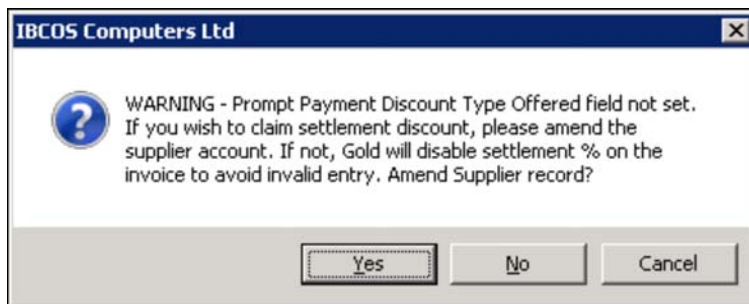 IBCOS Computers Ltd
WARNING - Prompt Payment Discount Type Offered field not set.
If you wish to claim settlement discount, please amend the
supplier account. If not, Gold will disable settlement % on the
invoice to avoid invalid entry. Amend Supplier record?
Yes No Cancel